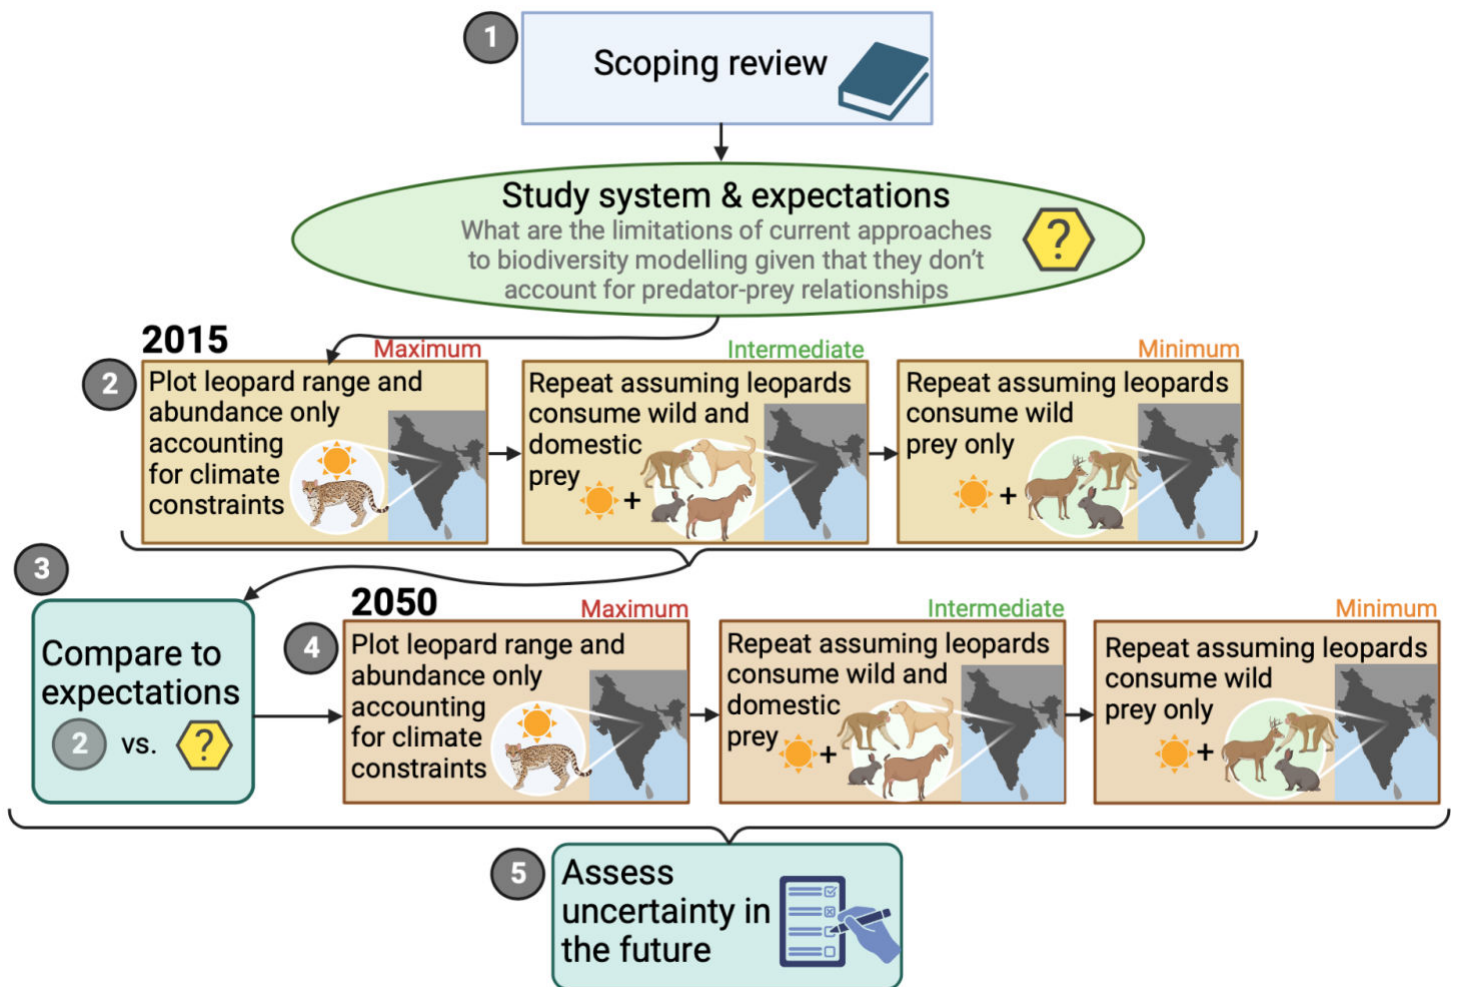 1
Scoping review
Study system & expectations
What are the limitations of current approaches
to biodiversity modelling given that they don't
account for predator-prey relationships
?
2015
2
Maximum
Plot leopard range and
abundance only
accounting
for climate
constraints
Intermediate
Repeat assuming leopards
consume wild and
domestic
prey
+
Minimum
Repeat assuming leopards
consume wild
prey only
+
3
Compare to
expectations
2 vs. ?
2050
4
Maximum
Plot leopard range and
abundance only
accounting
for climate
constraints
Intermediate
Repeat assuming leopards
consume wild and
domestic
prey
+
Minimum
Repeat assuming leopards
consume wild
prey only
+
5
Assess
uncertainty in
the future